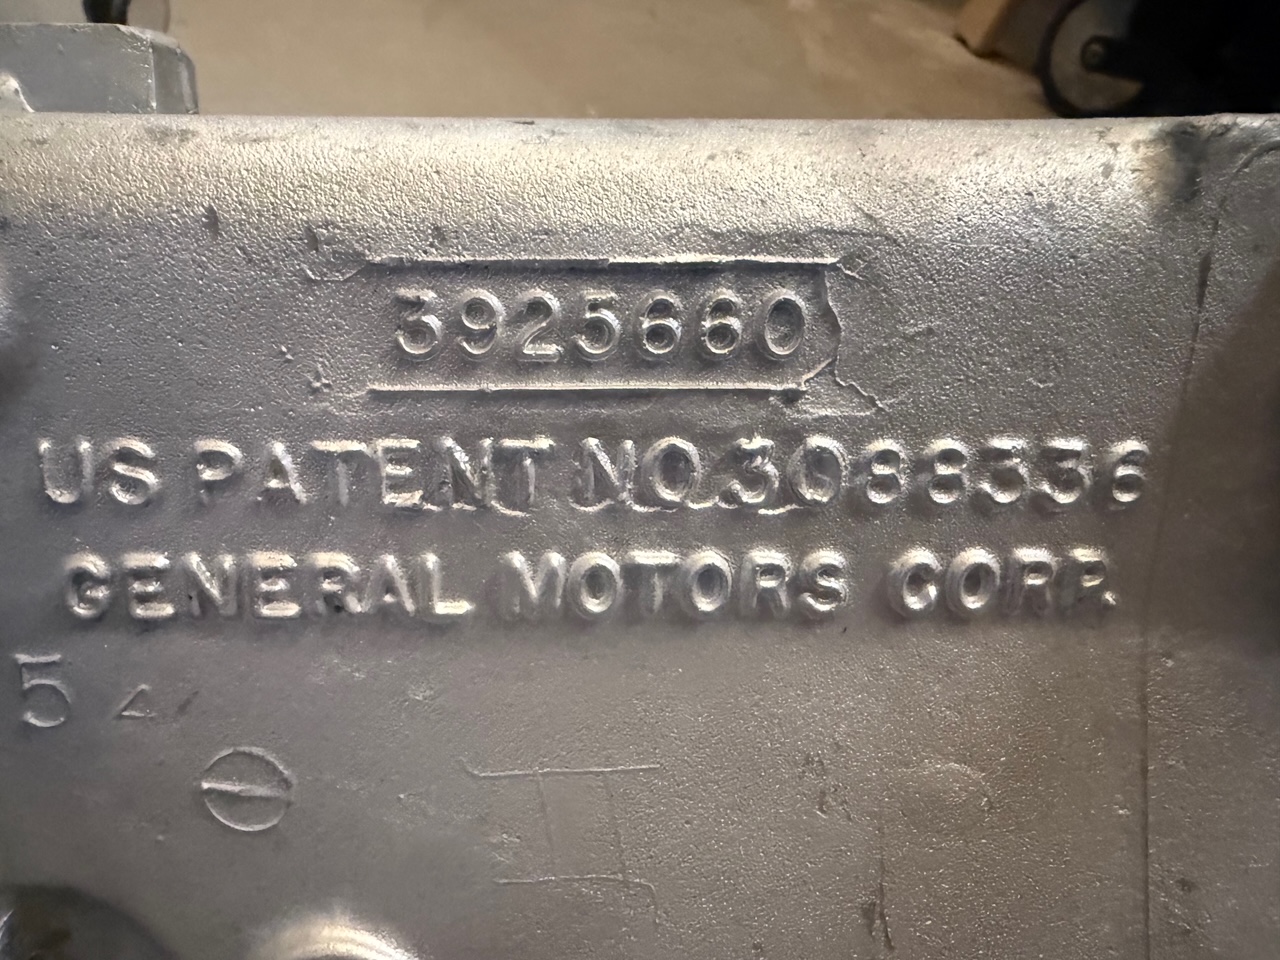 3925660
US PATENT NO 3088336
GENERAL MOTORS CORP.
5